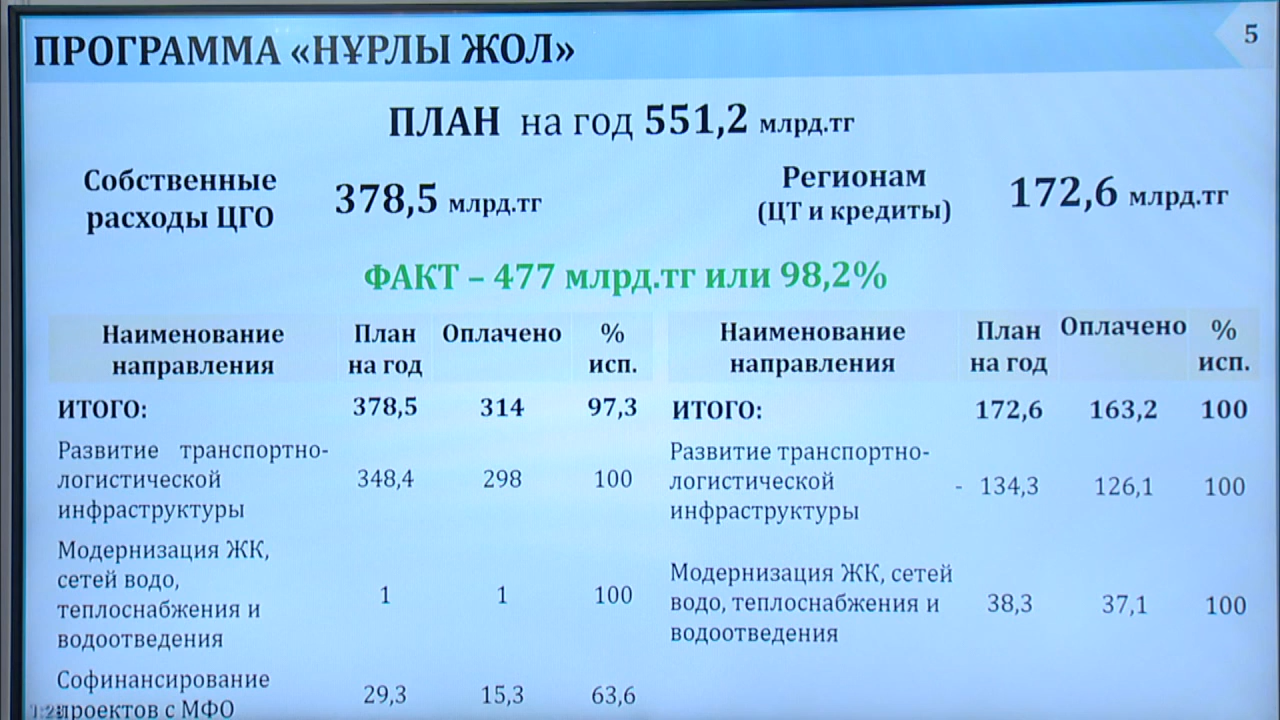 ПРОГРАММА «НҰРЛЫ ЖОЛ»
5
ПЛАН на год 551,2 млрд.тг
Собственные
расходы ЦГО
378,5 млрд.тг
Регионам
(ЦТ и кредиты)
172,6 млрд.тг
ФАКТ – 477 млрд.тг или 98,2%
Наименование
направления
План
на год
Оплачено
%
исп.
ИТОГО: 378,5 314 97,3
Развитие транспортно-
логистической
инфраструктуры
348,4 298 100
Модернизация ЖК,
сетей водо,
теплоснабжения и
водоотведения
1 1 100
Софинансирование
проектов с МФО
29,3 15,3 63,6
Наименование
направления
План
на год
Оплачено
%
исп.
ИТОГО: 172,6 163,2 100
Развитие транспортно-
логистической
инфраструктуры
- 134,3 126,1 100
Модернизация ЖК, сетей
водо, теплоснабжения и
водоотведения
38,3 37,1 100